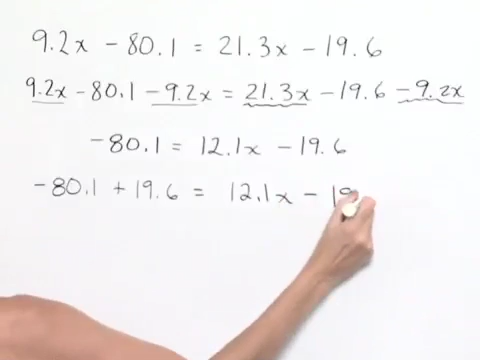 9.2x - 80.1 = 21.3x - 19.6
9.2x - 80.1 - 9.2x = 21.3x - 19.6 - 9.2x
-80.1 = 12.1x - 19.6
-80.1 + 19.6 = 12.1x - 19